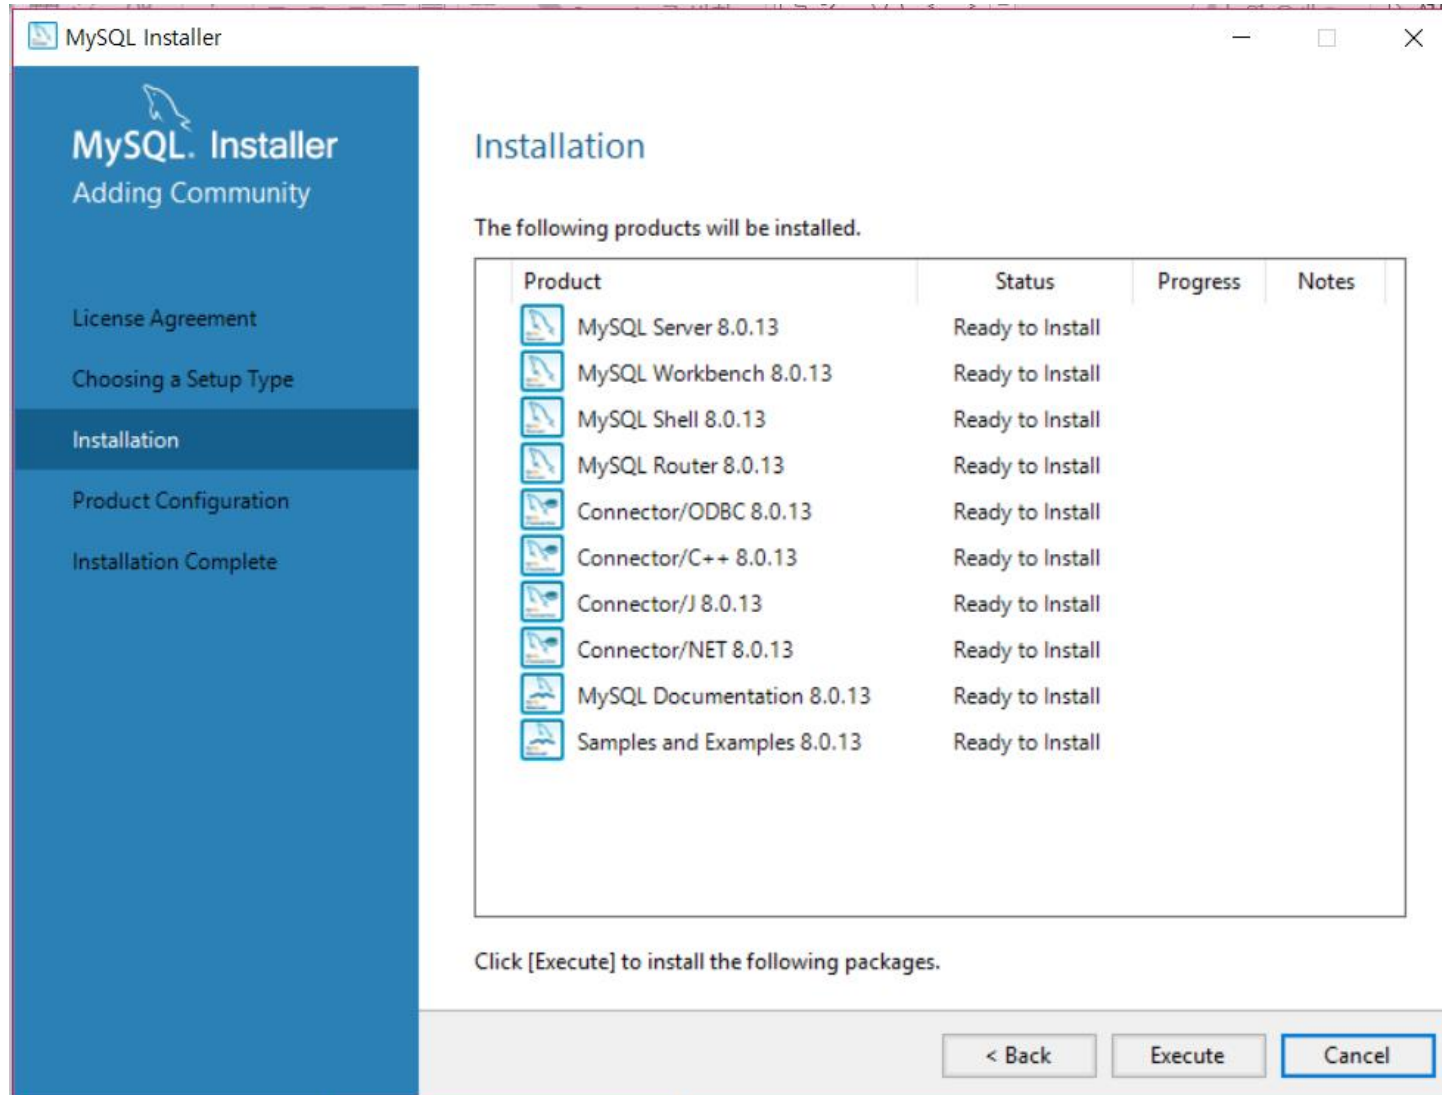 MySQL Installer
MySQL. Installer
Adding Community
License Agreement
Choosing a Setup Type
Installation
Product Configuration
Installation Complete
Installation
The following products will be installed.
Product Status Progress Notes
MySQL Server 8.0.13 Ready to Install
MySQL Workbench 8.0.13 Ready to Install
MySQL Shell 8.0.13 Ready to Install
MySQL Router 8.0.13 Ready to Install
Connector/ODBC 8.0.13 Ready to Install
Connector/C++ 8.0.13 Ready to Install
Connector/J 8.0.13 Ready to Install
Connector/NET 8.0.13 Ready to Install
MySQL Documentation 8.0.13 Ready to Install
Samples and Examples 8.0.13 Ready to Install
Click [Execute] to install the following packages.
< Back Execute Cancel